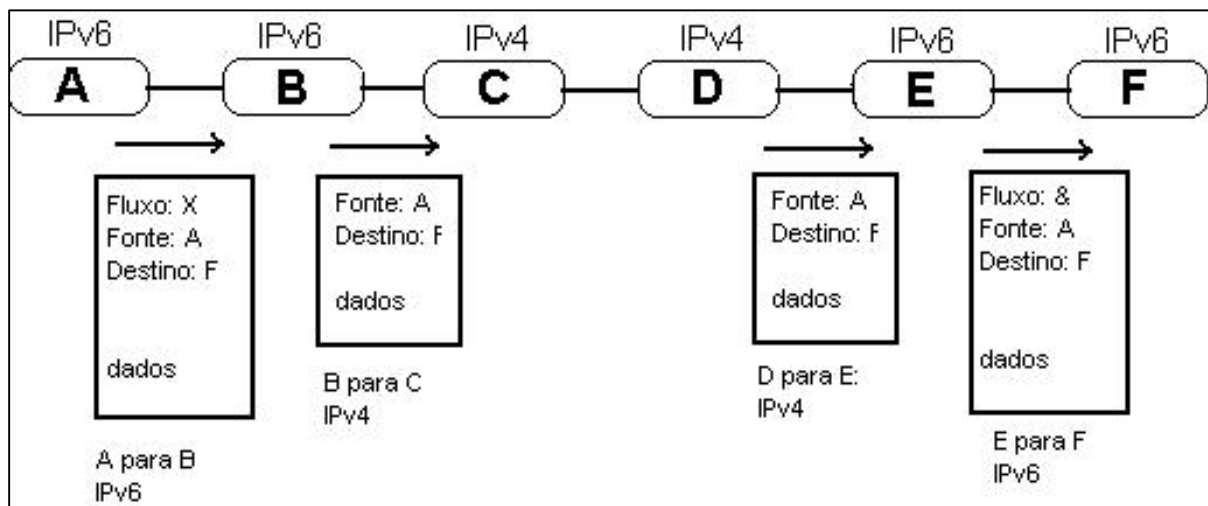 IPv6
IPv6
IPv4
IPv4
IPv6
IPv6
A
B
C
D
E
F
Fluxo: X
Fonte: A
Destino: F
dados
A para B
IPv6
Fonte: A
Destino: F
dados
B para C
IPv4
Fonte: A
Destino: F
dados
D para E:
IPv4
Fluxo: &
Fonte: A
Destino: F
dados
E para F
IPv6